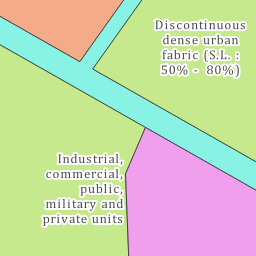 Discontinuous
dense urban
fabric (S.L. :
50% - 80%)
Industrial,
commercial,
public,
military and
private units